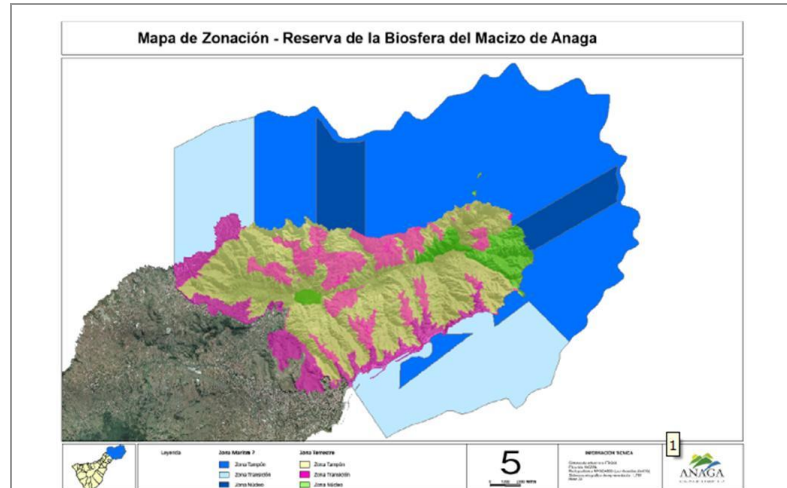 Mapa de Zonación - Reserva de la Biosfera del Macizo de Anaga
Leyenda
Zona Marítima
Zona Tampón
Zona Transición
Zona Núcleo
Zona Terrestre
Zona Tampón
Zona Transición
Zona Núcleo
5
INFORMACIÓN TÉCNICA
1
ANAGA